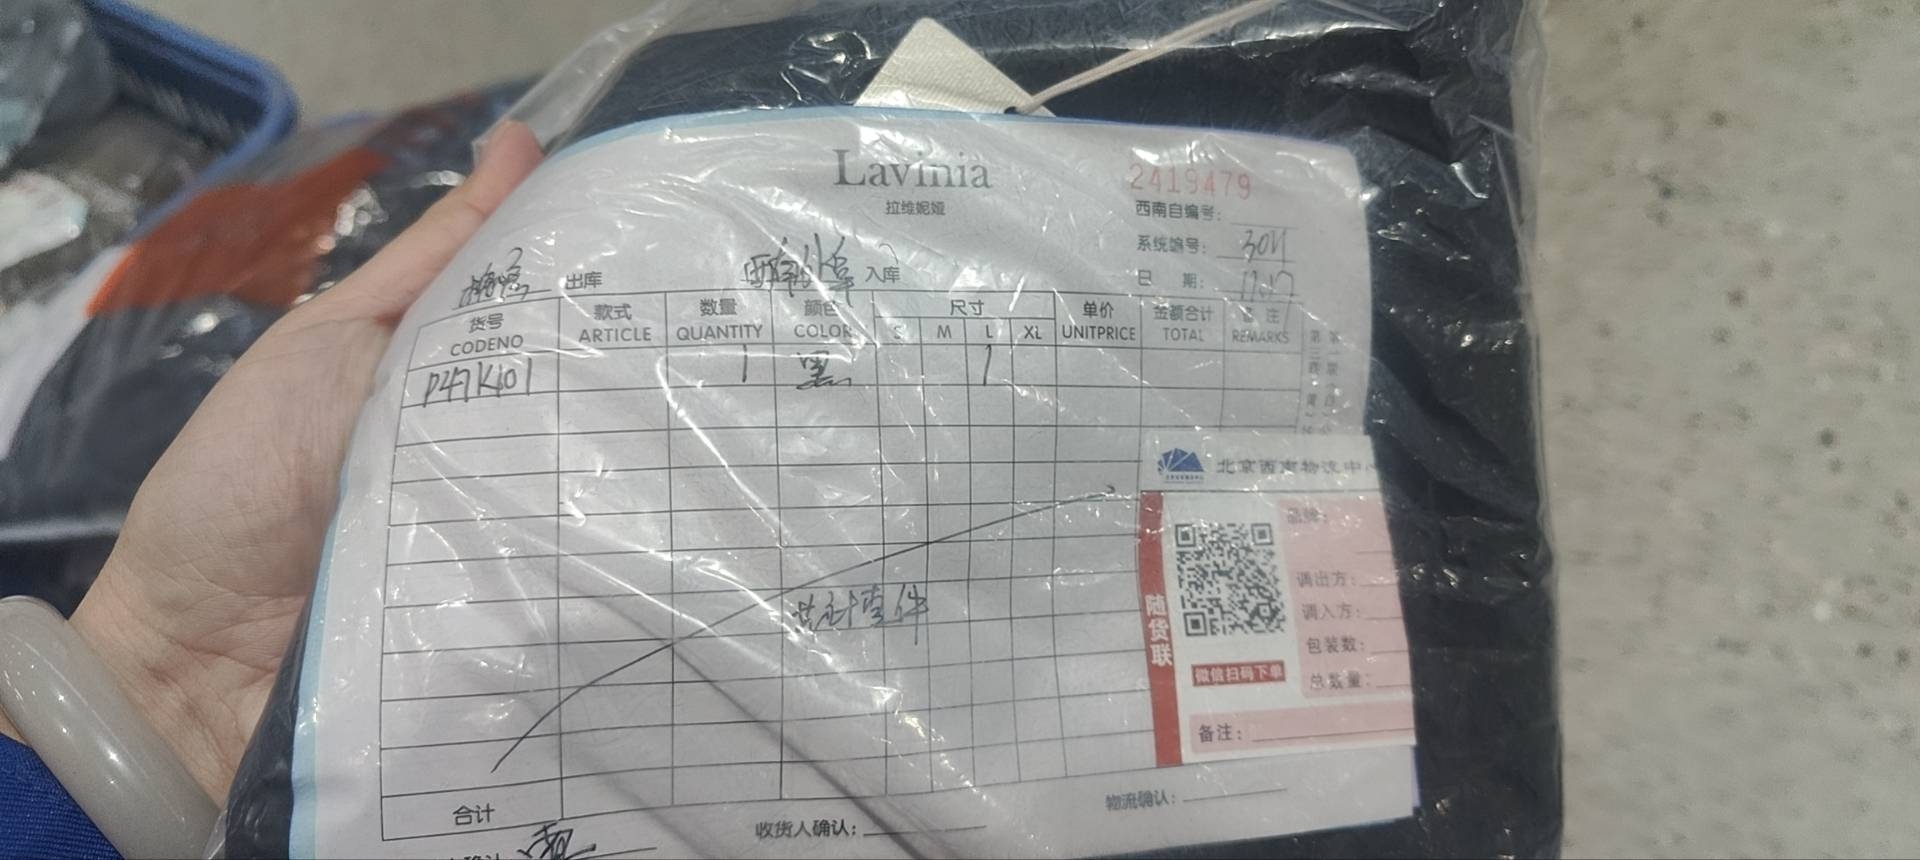 Lavinia
拉维妮娅
2419479
西南自编号:
系统编号:
出库 入库
日 期: 11.17
货号 款式 数量 颜色 尺寸 单价 金额合计 备注
CODENO ARTICLE QUANTITY COLOR S M L XL UNITPRICE TOTAL REMARKS
P47K101 1 黑 1
共计壹件
北京西南物流中心
随货联
品牌:
调出方:
调入方:
包装数:
总数量:
微信扫码下单
备注:
合计
收货人确认:
物流确认: